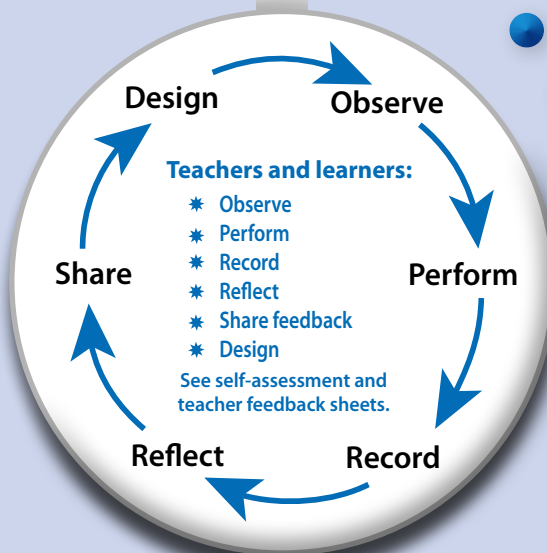 Design
Observe
Teachers and learners:
Observe
Perform
Record
Reflect
Share feedback
Design
See self-assessment and
teacher feedback sheets.
Share
Perform
Reflect
Record